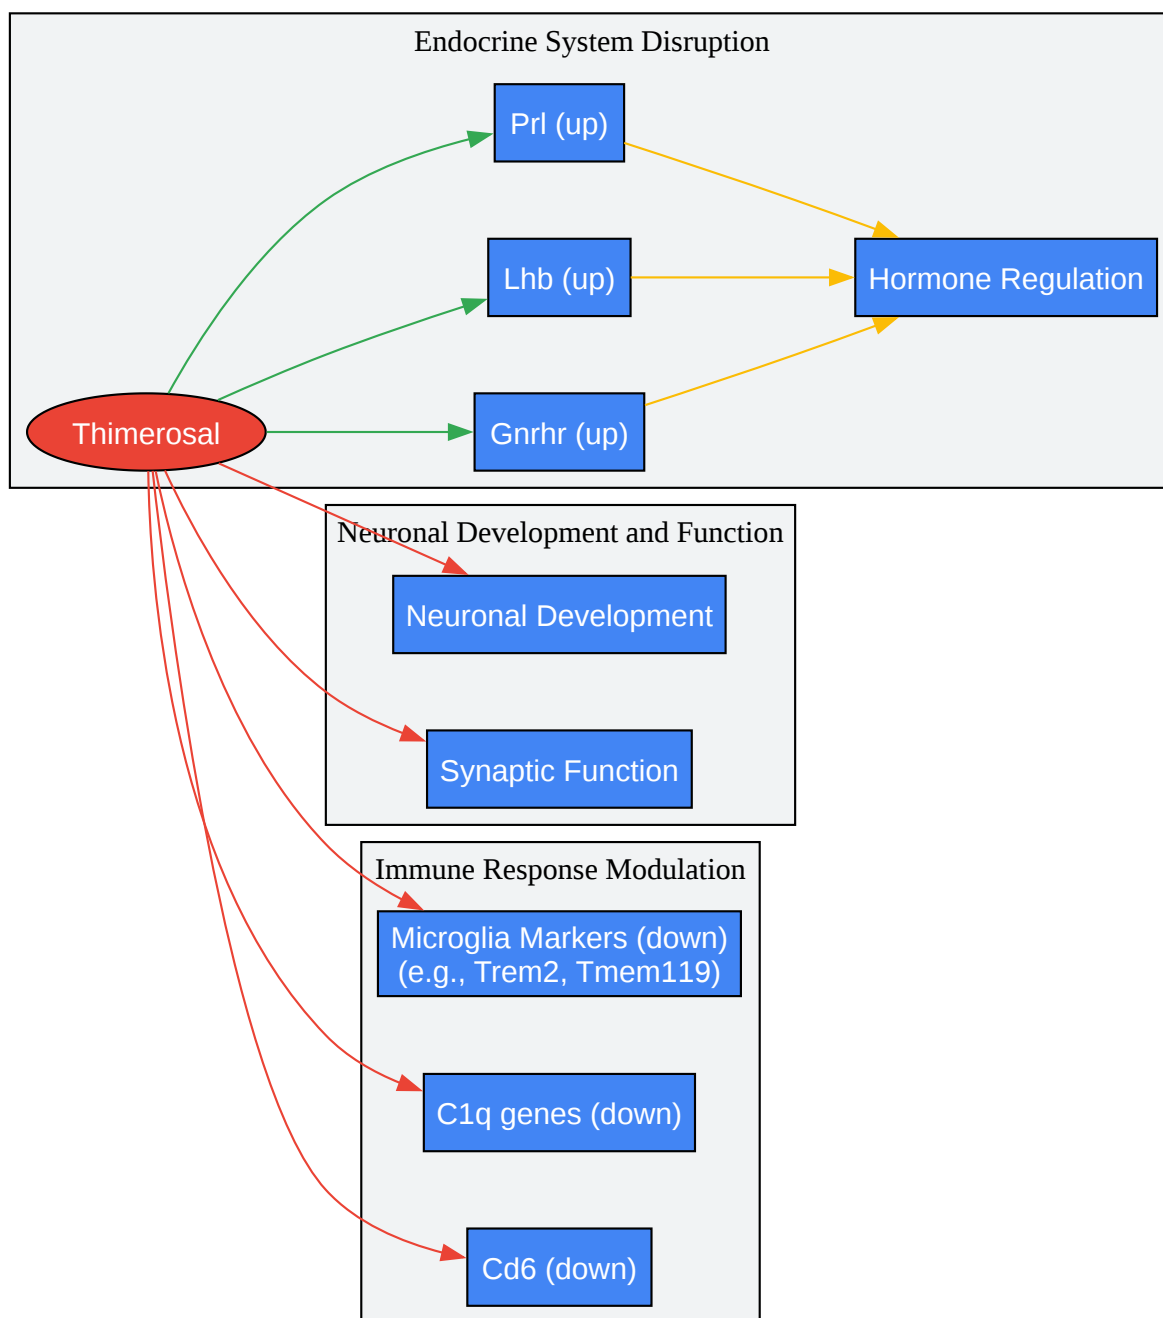 Endocrine System Disruption
Prl (up)
Lhb (up)
Hormone Regulation
Thimerosal
Gnrhr (up)
Neuronal Development and Function
Neuronal Development
Synaptic Function
Immune Response Modulation
Microglia Markers (down)
(e.g., Trem2, Tmem119)
C1q genes (down)
Cd6 (down)